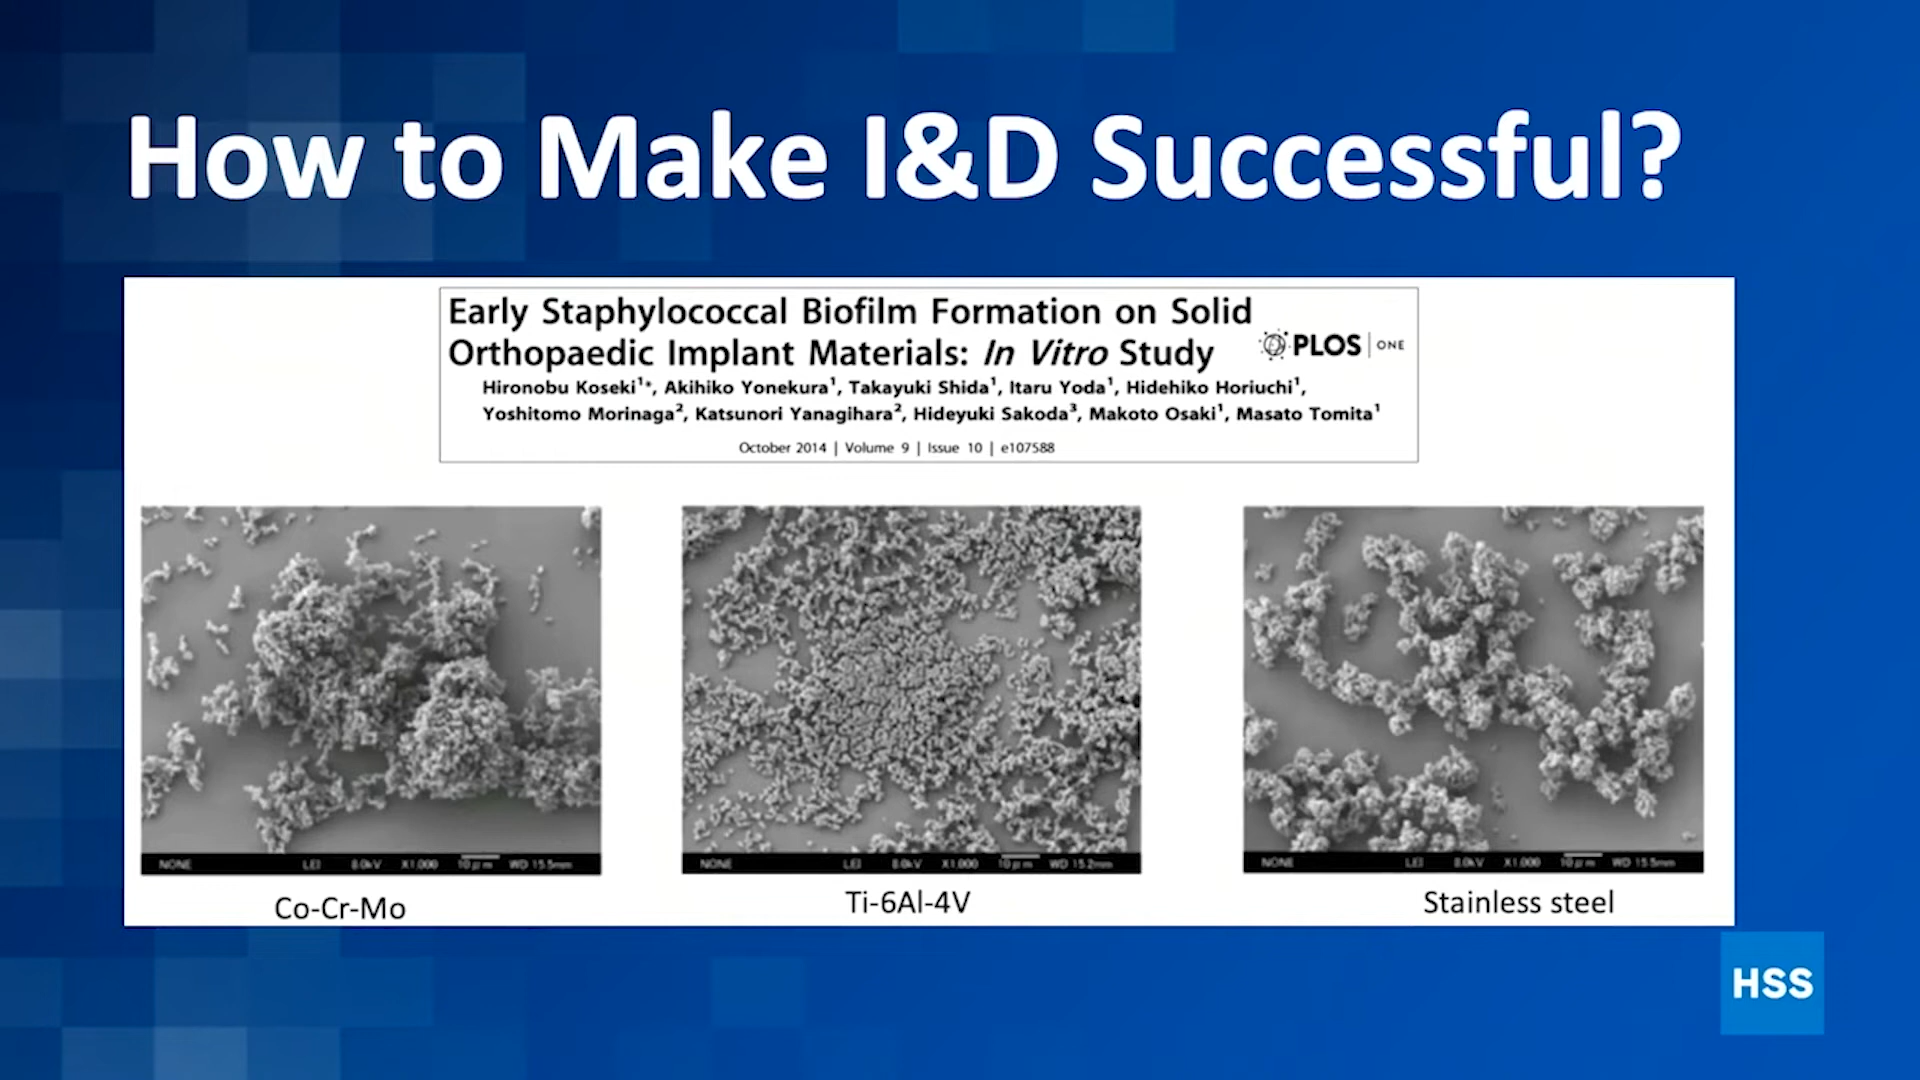 How to Make I&D Successful?
Early Staphylococcal Biofilm Formation on Solid
Orthopaedic Implant Materials: In Vitro Study
PLOS | ONE
Hironobu Koseki1*, Akihiko Yonekura1, Takayuki Shida1, Itaru Yoda1, Hidehiko Horiuchi1,
Yoshitomo Morinaga2, Katsunori Yanagihara2, Hideyuki Sakoda3, Makoto Osaki1, Masato Tomita1
October 2014 | Volume 9 | Issue 10 | e107588
NONE LEI 8.0kV X1,000 10µm WD 15.5mm
NONE LEI 8.0kV X1,000 10µm WD 15.2mm
NONE LEI 8.0kV X1,000 10µm WD 15.5mm
Co-Cr-Mo
Ti-6Al-4V
Stainless steel
HSS